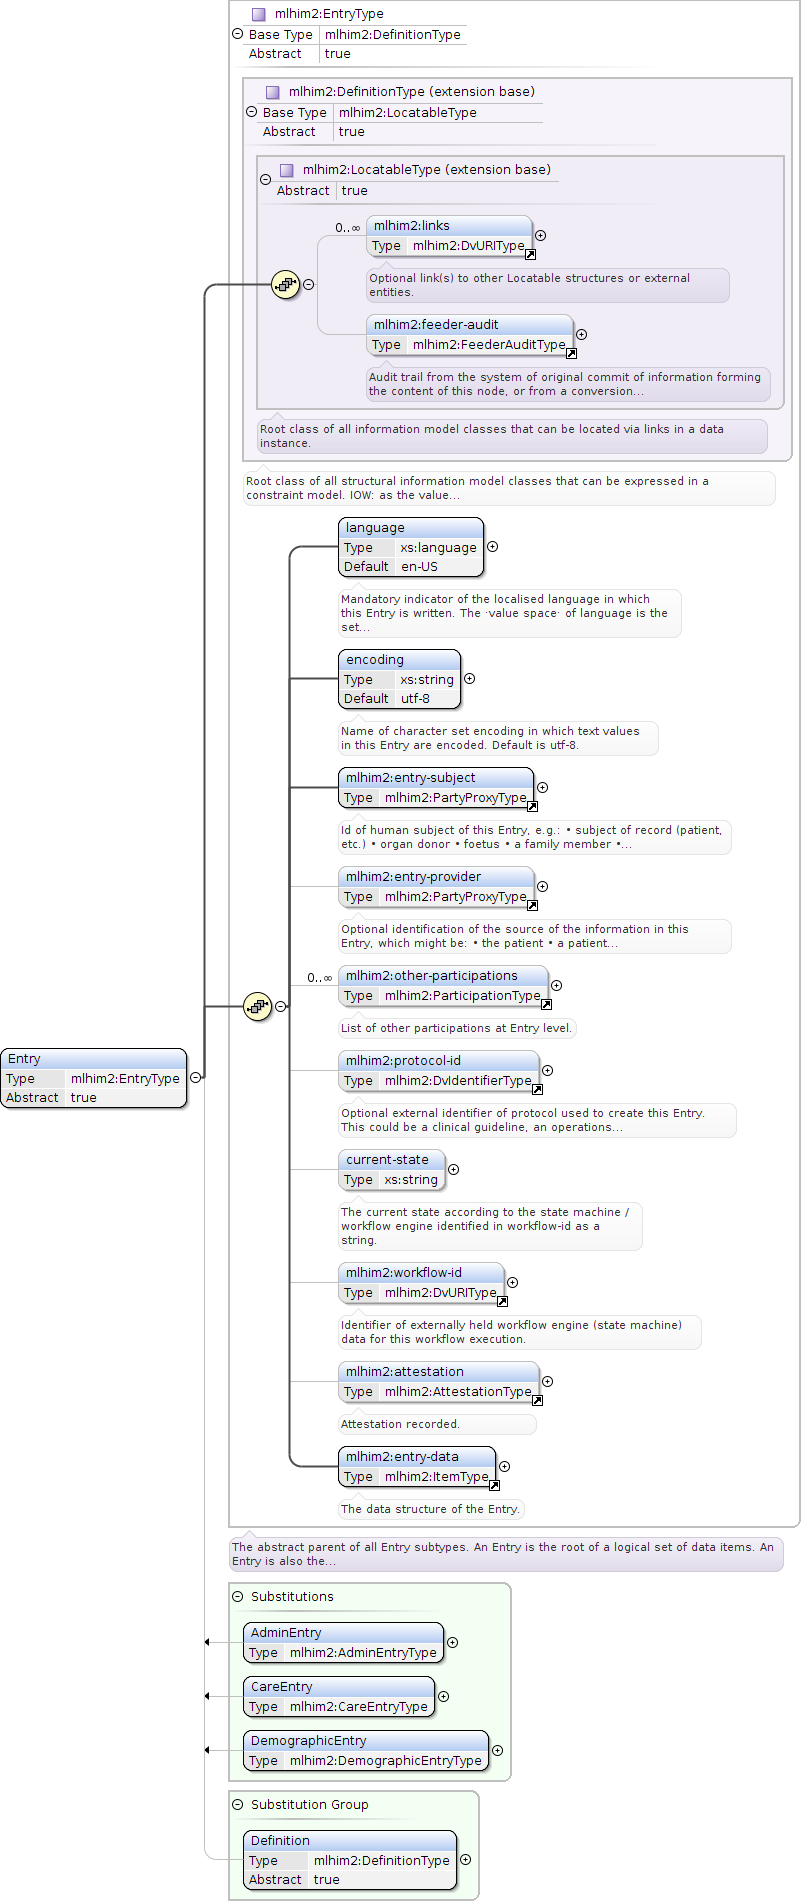 mlhim2:EntryType
Base Type mlhim2:DefinitionType
Abstract true
mlhim2:DefinitionType (extension base)
Base Type mlhim2:LocatableType
Abstract true
mlhim2:LocatableType (extension base)
Abstract true
0..∞
mlhim2:links
Type mlhim2:DvURIType
Optional link(s) to other Locatable structures or external
entities.
mlhim2:feeder-audit
Type mlhim2:FeederAuditType
Audit trail from the system of original commit of information forming
the content of this node, or from a conversion...
Root class of all information model classes that can be located via links in a data
instance.
Root class of all structural information model classes that can be expressed in a
constraint model. IOW: as the value...
language
Type xs:language
Default en-US
Mandatory indicator of the localised language in which
this Entry is written. The ·value space· of language is the
set...
encoding
Type xs:string
Default utf-8
Name of character set encoding in which text values
in this Entry are encoded. Default is utf-8.
mlhim2:entry-subject
Type mlhim2:PartyProxyType
Id of human subject of this Entry, e.g.: • subject of record (patient,
etc.) • organ donor • foetus • a family member •...
mlhim2:entry-provider
Type mlhim2:PartyProxyType
Optional identification of the source of the information in this
Entry, which might be: • the patient • a patient...
0..∞
mlhim2:other-participations
Type mlhim2:ParticipationType
List of other participations at Entry level.
Entry
Type mlhim2:EntryType
Abstract true
mlhim2:protocol-id
Type mlhim2:DvIdentifierType
Optional external identifier of protocol used to create this Entry.
This could be a clinical guideline, an operations...
current-state
Type xs:string
The current state according to the state machine /
workflow engine identified in workflow-id as a
string.
mlhim2:workflow-id
Type mlhim2:DvURIType
Identifier of externally held workflow engine (state machine)
data for this workflow execution.
mlhim2:attestation
Type mlhim2:AttestationType
Attestation recorded.
mlhim2:entry-data
Type mlhim2:ItemType
The data structure of the Entry.
The abstract parent of all Entry subtypes. An Entry is the root of a logical set of data items. An
Entry is also the...
Substitutions
AdminEntry
Type mlhim2:AdminEntryType
CareEntry
Type mlhim2:CareEntryType
DemographicEntry
Type mlhim2:DemographicEntryType
Substitution Group
Definition
Type mlhim2:DefinitionType
Abstract true